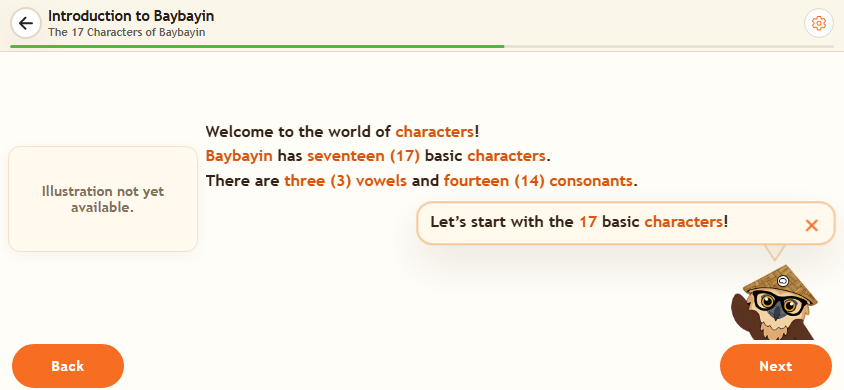 Introduction to Baybayin
The 17 Characters of Baybayin
Welcome to the world of characters!
Baybayin has seventeen (17) basic characters.
There are three (3) vowels and fourteen (14) consonants.
Illustration not yet
available.
Let’s start with the 17 basic characters!
Back
Next